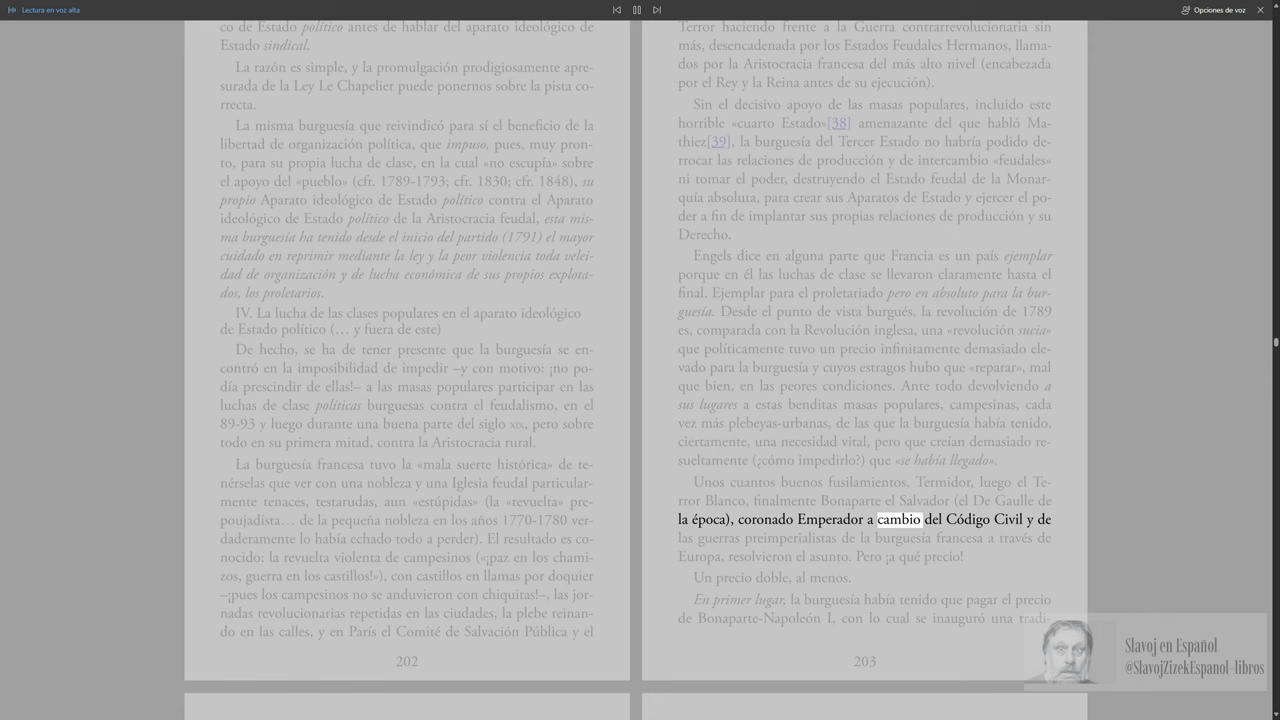 Lectura en voz alta
Opciones de voz
co de Estado político antes de hablar del aparato ideológico de
Estado sindical.
La razón es simple, y la promulgación prodigiosamente apre-
surada de la Ley Le Chapelier puede ponernos sobre la pista co-
rrecta.
La misma burguesía que reivindicó para sí el beneficio de la
libertad de organización política, que impuso, pues, muy pron-
to, para su propia lucha de clase, en la cual «no escupía» sobre
el apoyo del «pueblo» (cfr. 1789-1793; cfr. 1830; cfr. 1848), su
propio Aparato ideológico de Estado político contra el Aparato
ideológico de Estado político de la Aristocracia feudal, esta mis-
ma burguesía ha tenido desde el inicio del partido (1791) el mayor
cuidado en reprimir mediante la ley y la peor violencia toda velei-
dad de organización y de lucha económica de sus propios explota-
dos, los proletarios.
IV. La lucha de las clases populares en el aparato ideológico
de Estado político (… y fuera de este)
De hecho, se ha de tener presente que la burguesía se en-
contró en la imposibilidad de impedir –y con motivo: ¡no po-
día prescindir de ellas!– a las masas populares participar en las
luchas de clase políticas burguesas contra el feudalismo, en el
89-93 y luego durante una buena parte del siglo XIX, pero sobre
todo en su primera mitad, contra la Aristocracia rural.
La burguesía francesa tuvo la «mala suerte histórica» de te-
nérselas que ver con una nobleza y una Iglesia feudal particular-
mente tenaces, testarudas, aun «estúpidas» (la «revuelta» pre-
poujadista… de la pequeña nobleza en los años 1770-1780 ver-
daderamente lo había echado todo a perder). El resultado es co-
nocido: la revuelta violenta de campesinos («¡paz en los chami-
zos, guerra en los castillos!»), con castillos en llamas por doquier
–¡pues los campesinos no se anduvieron con chiquitas!–, las jor-
nadas revolucionarias repetidas en las ciudades, la plebe reinan-
do en las calles, y en París el Comité de Salvación Pública y el
202
Terror haciendo frente a la Guerra contrarrevolucionaria sin
más, desencadenada por los Estados Feudales Hermanos, llama-
dos por la Aristocracia francesa del más alto nivel (encabezada
por el Rey y la Reina antes de su ejecución).
Sin el decisivo apoyo de las masas populares, incluido este
horrible «cuarto Estado»[38] amenazante del que habló Ma-
thiez[39], la burguesía del Tercer Estado no habría podido de-
rrocar las relaciones de producción y de intercambio «feudales»
ni tomar el poder, destruyendo el Estado feudal de la Monar-
quía absoluta, para crear sus Aparatos de Estado y ejercer el po-
der a fin de implantar sus propias relaciones de producción y su
Derecho.
Engels dice en alguna parte que Francia es un país ejemplar
porque en él las luchas de clase se llevaron claramente hasta el
final. Ejemplar para el proletariado pero en absoluto para la bur-
guesía. Desde el punto de vista burgués, la revolución de 1789
es, comparada con la Revolución inglesa, una «revolución sucia»
que políticamente tuvo un precio infinitamente demasiado ele-
vado para la burguesía y cuyos estragos hubo que «reparar», mal
que bien, en las peores condiciones. Ante todo devolviendo a
sus lugares a estas benditas masas populares, campesinas, cada
vez más plebeyas-urbanas, de las que la burguesía había tenido,
ciertamente, una necesidad vital, pero que creían demasiado re-
sueltamente (¿cómo impedirlo?) que «se había llegado».
Unos cuantos buenos fusilamientos, Termidor, luego el Te-
rror Blanco, finalmente Bonaparte el Salvador (el De Gaulle de
la época), coronado Emperador a cambio del Código Civil y de
las guerras preimperialistas de la burguesía francesa a través de
Europa, resolvieron el asunto. Pero ¡a qué precio!
Un precio doble, al menos.
En primer lugar, la burguesía había tenido que pagar el precio
de Bonaparte-Napoleón I, con lo cual se inauguró una tradi-
203
Slavoj en Español
@SlavojZizekEspanol-libros